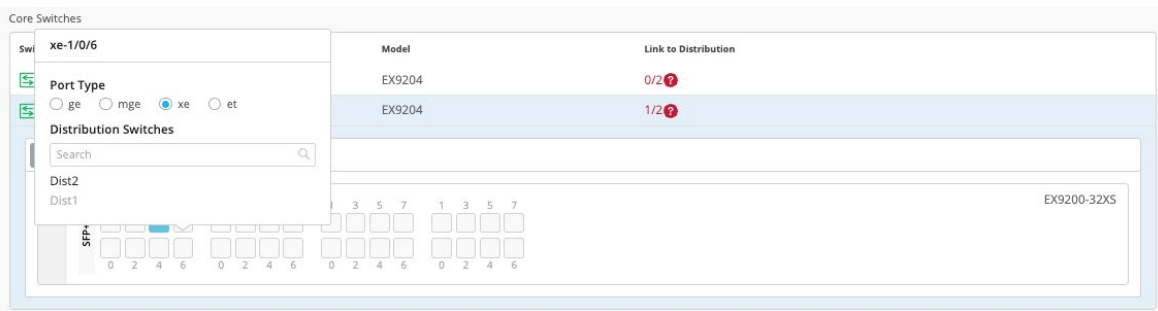 Core Switches
Swi
Model
Link to Distribution
xe-1/0/6
EX9204
0/2?
Port Type
ge mge xe et
EX9204
1/2?
Distribution Switches
Search
Dist2
Dist1
EX9200-32XS
3 5 7 1 3 5 7
SFP+
0 2 4 6 0 2 4 6 0 2 4 6 0 2 4 6